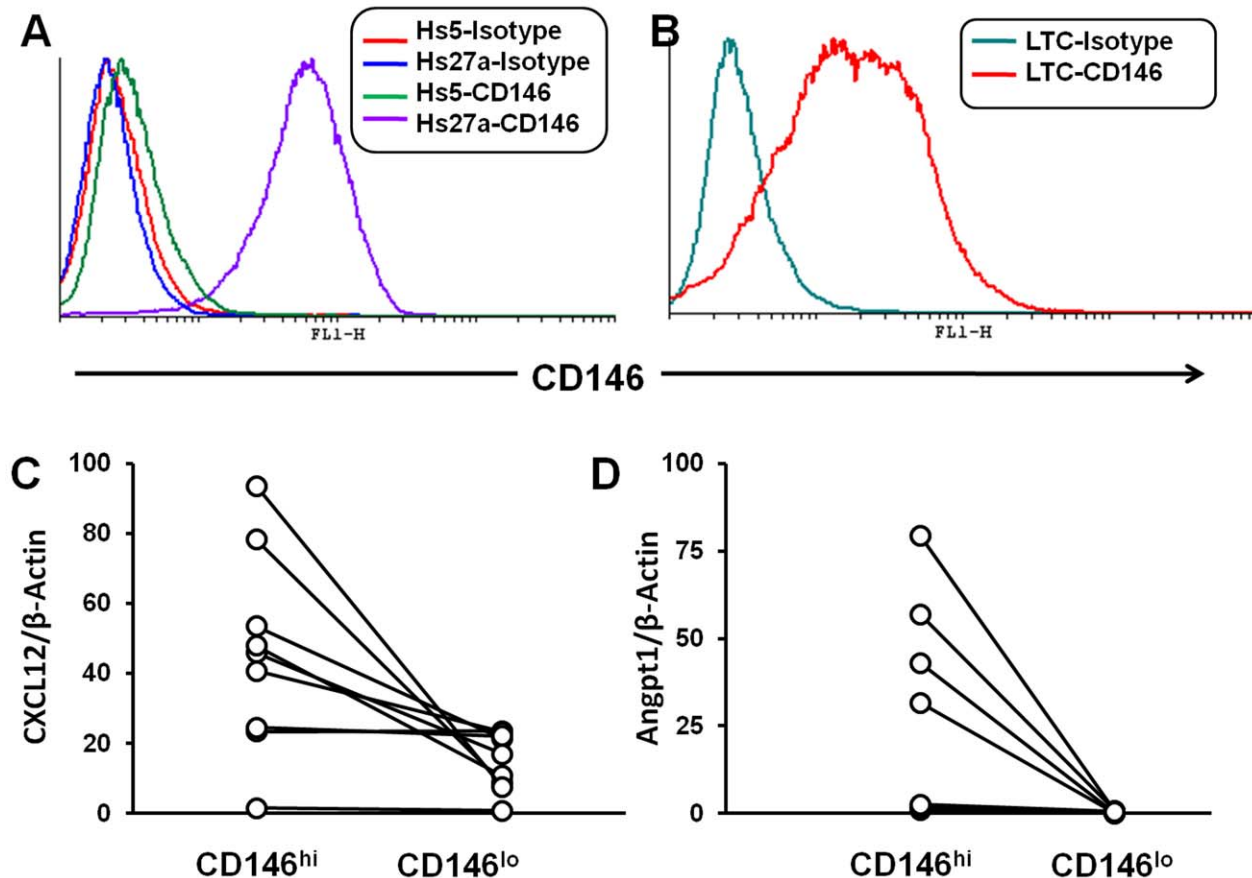 A
Hs5-Isotype
Hs27a-Isotype
Hs5-CD146
Hs27a-CD146
FL1-H
B
LTC-Isotype
LTC-CD146
FL1-H
CD146
C
CXCL12/β-Actin
100
80
60
40
20
0
CD146hi
CD146lo
D
Angpt1/β-Actin
100
75
50
25
0
CD146hi
CD146lo